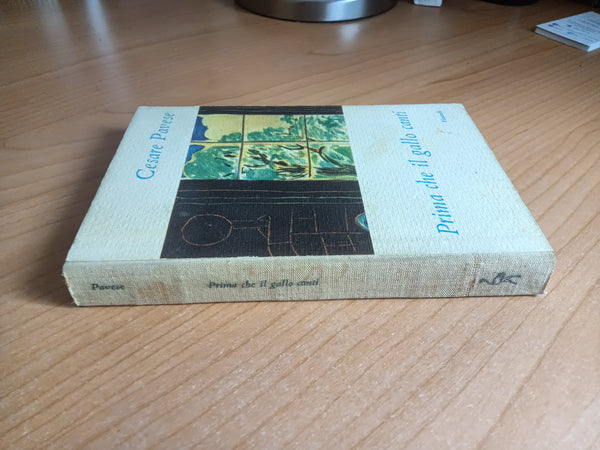 Cesare Pavese
Prima che il gallo canti
Einaudi
Pavese
Prima che il gallo canti